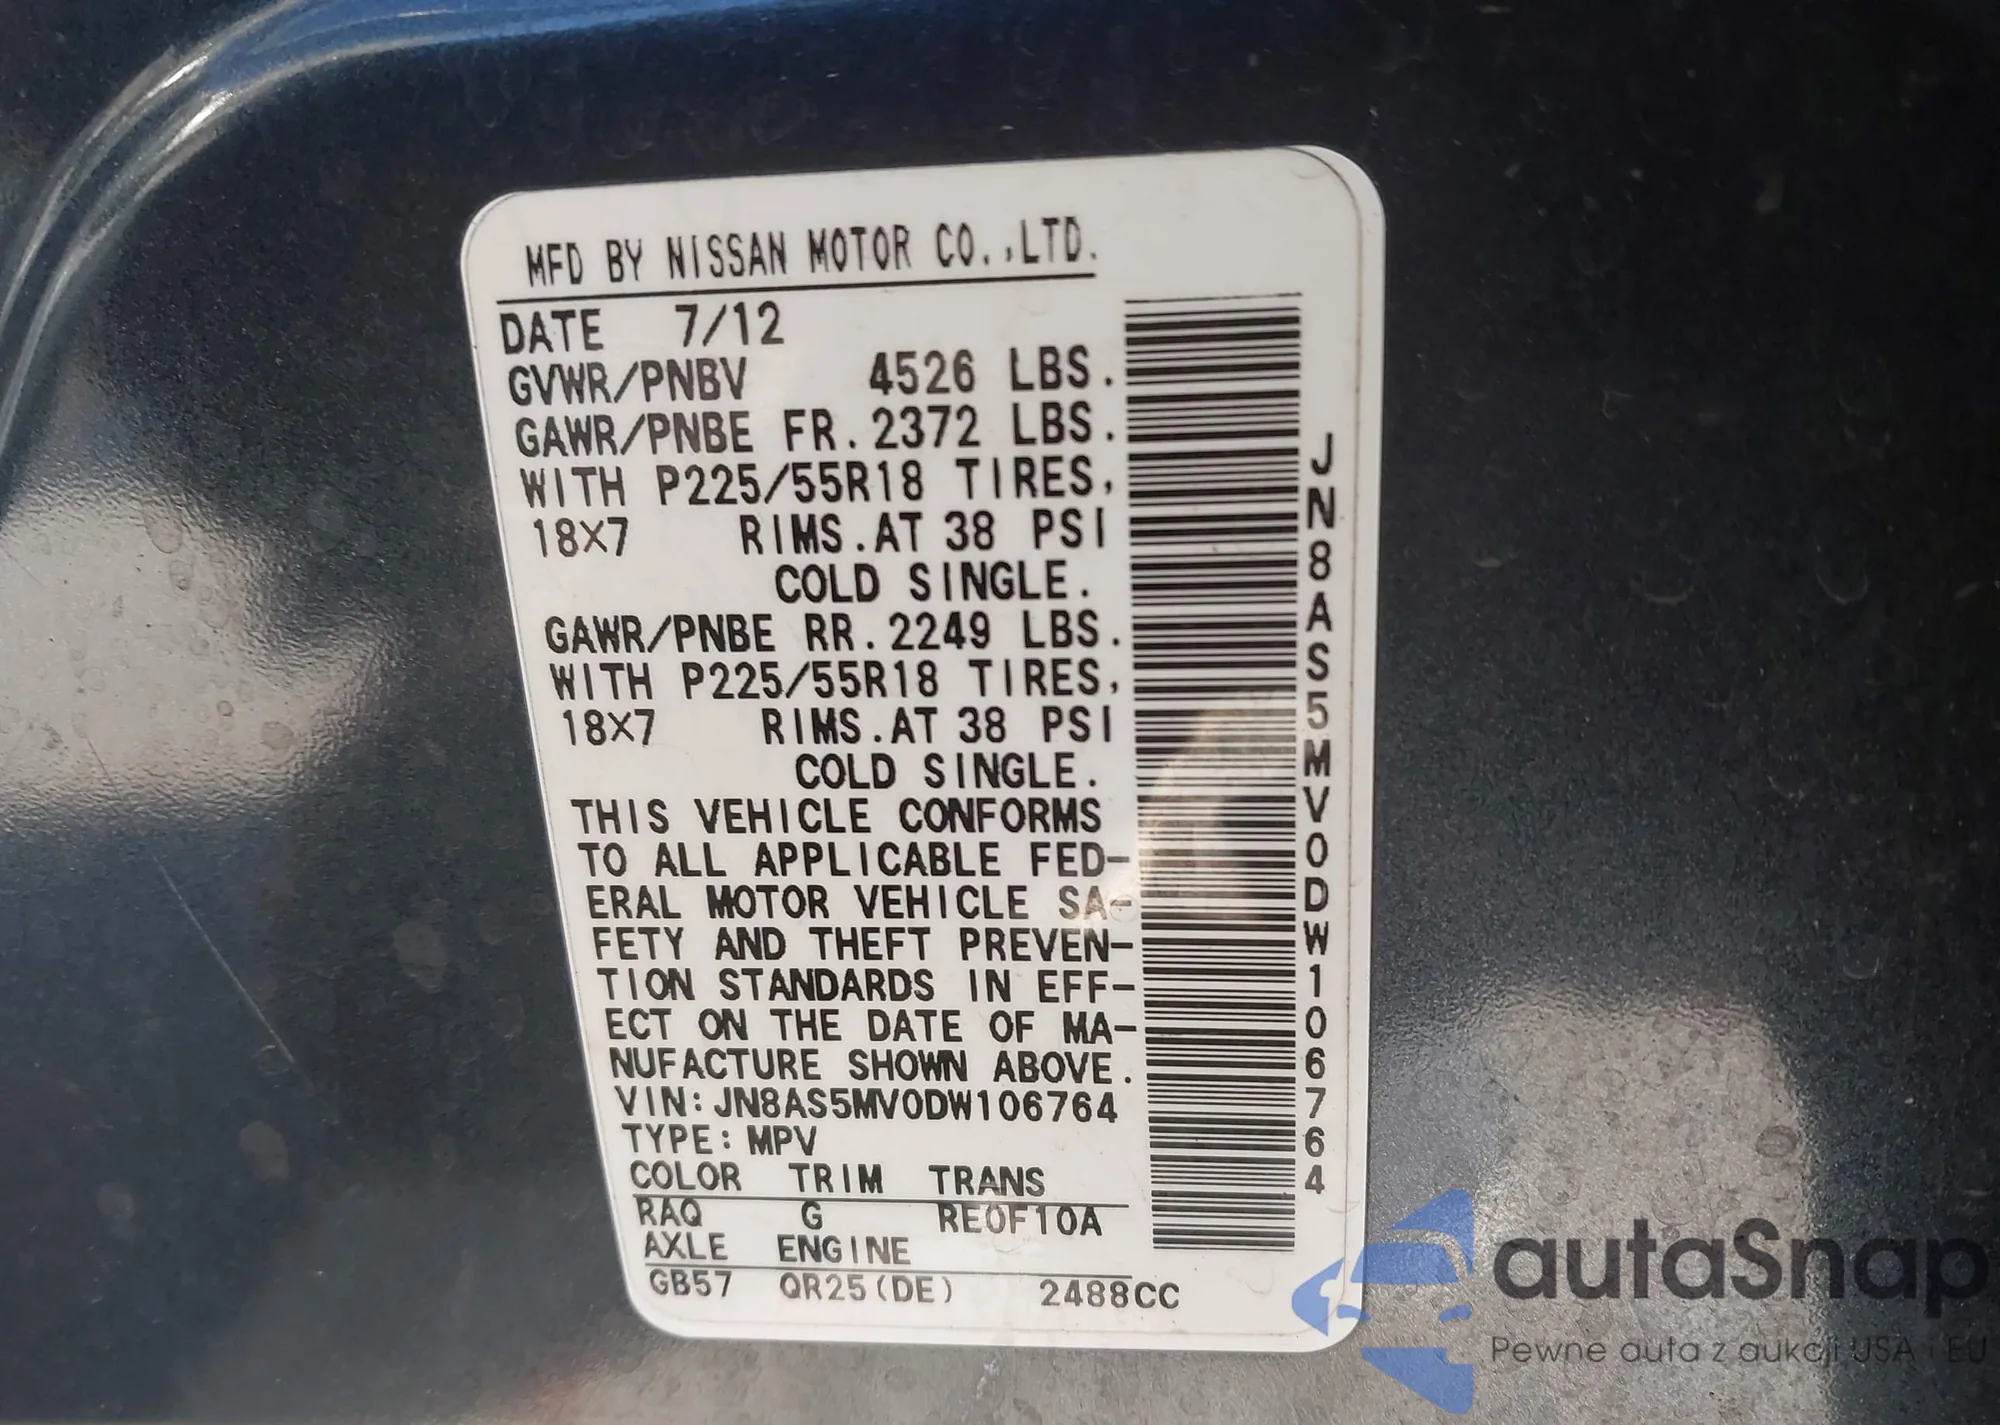 MFD BY NISSAN MOTOR CO.,LTD.
DATE 7/12
GVWR/PNBV 4526 LBS.
GAWR/PNBE FR.2372 LBS.
WITH P225/55R18 TIRES,
18X7 RIMS.AT 38 PSI
COLD SINGLE.
GAWR/PNBE RR.2249 LBS.
WITH P225/55R18 TIRES,
18X7 RIMS.AT 38 PSI
COLD SINGLE.
THIS VEHICLE CONFORMS
TO ALL APPLICABLE FED-
ERAL MOTOR VEHICLE SA-
FETY AND THEFT PREVEN-
TION STANDARDS IN EFF-
ECT ON THE DATE OF MA-
NUFACTURE SHOWN ABOVE.
VIN:JN8AS5MV0DW106764
TYPE:MPV
COLOR TRIM TRANS
RAQ G RE0F10A
AXLE ENGINE
GB57 QR25(DE) 2488CC
JN8AS5MV0DW106764
autaSnap
Pewne auta z aukcji USA i EU